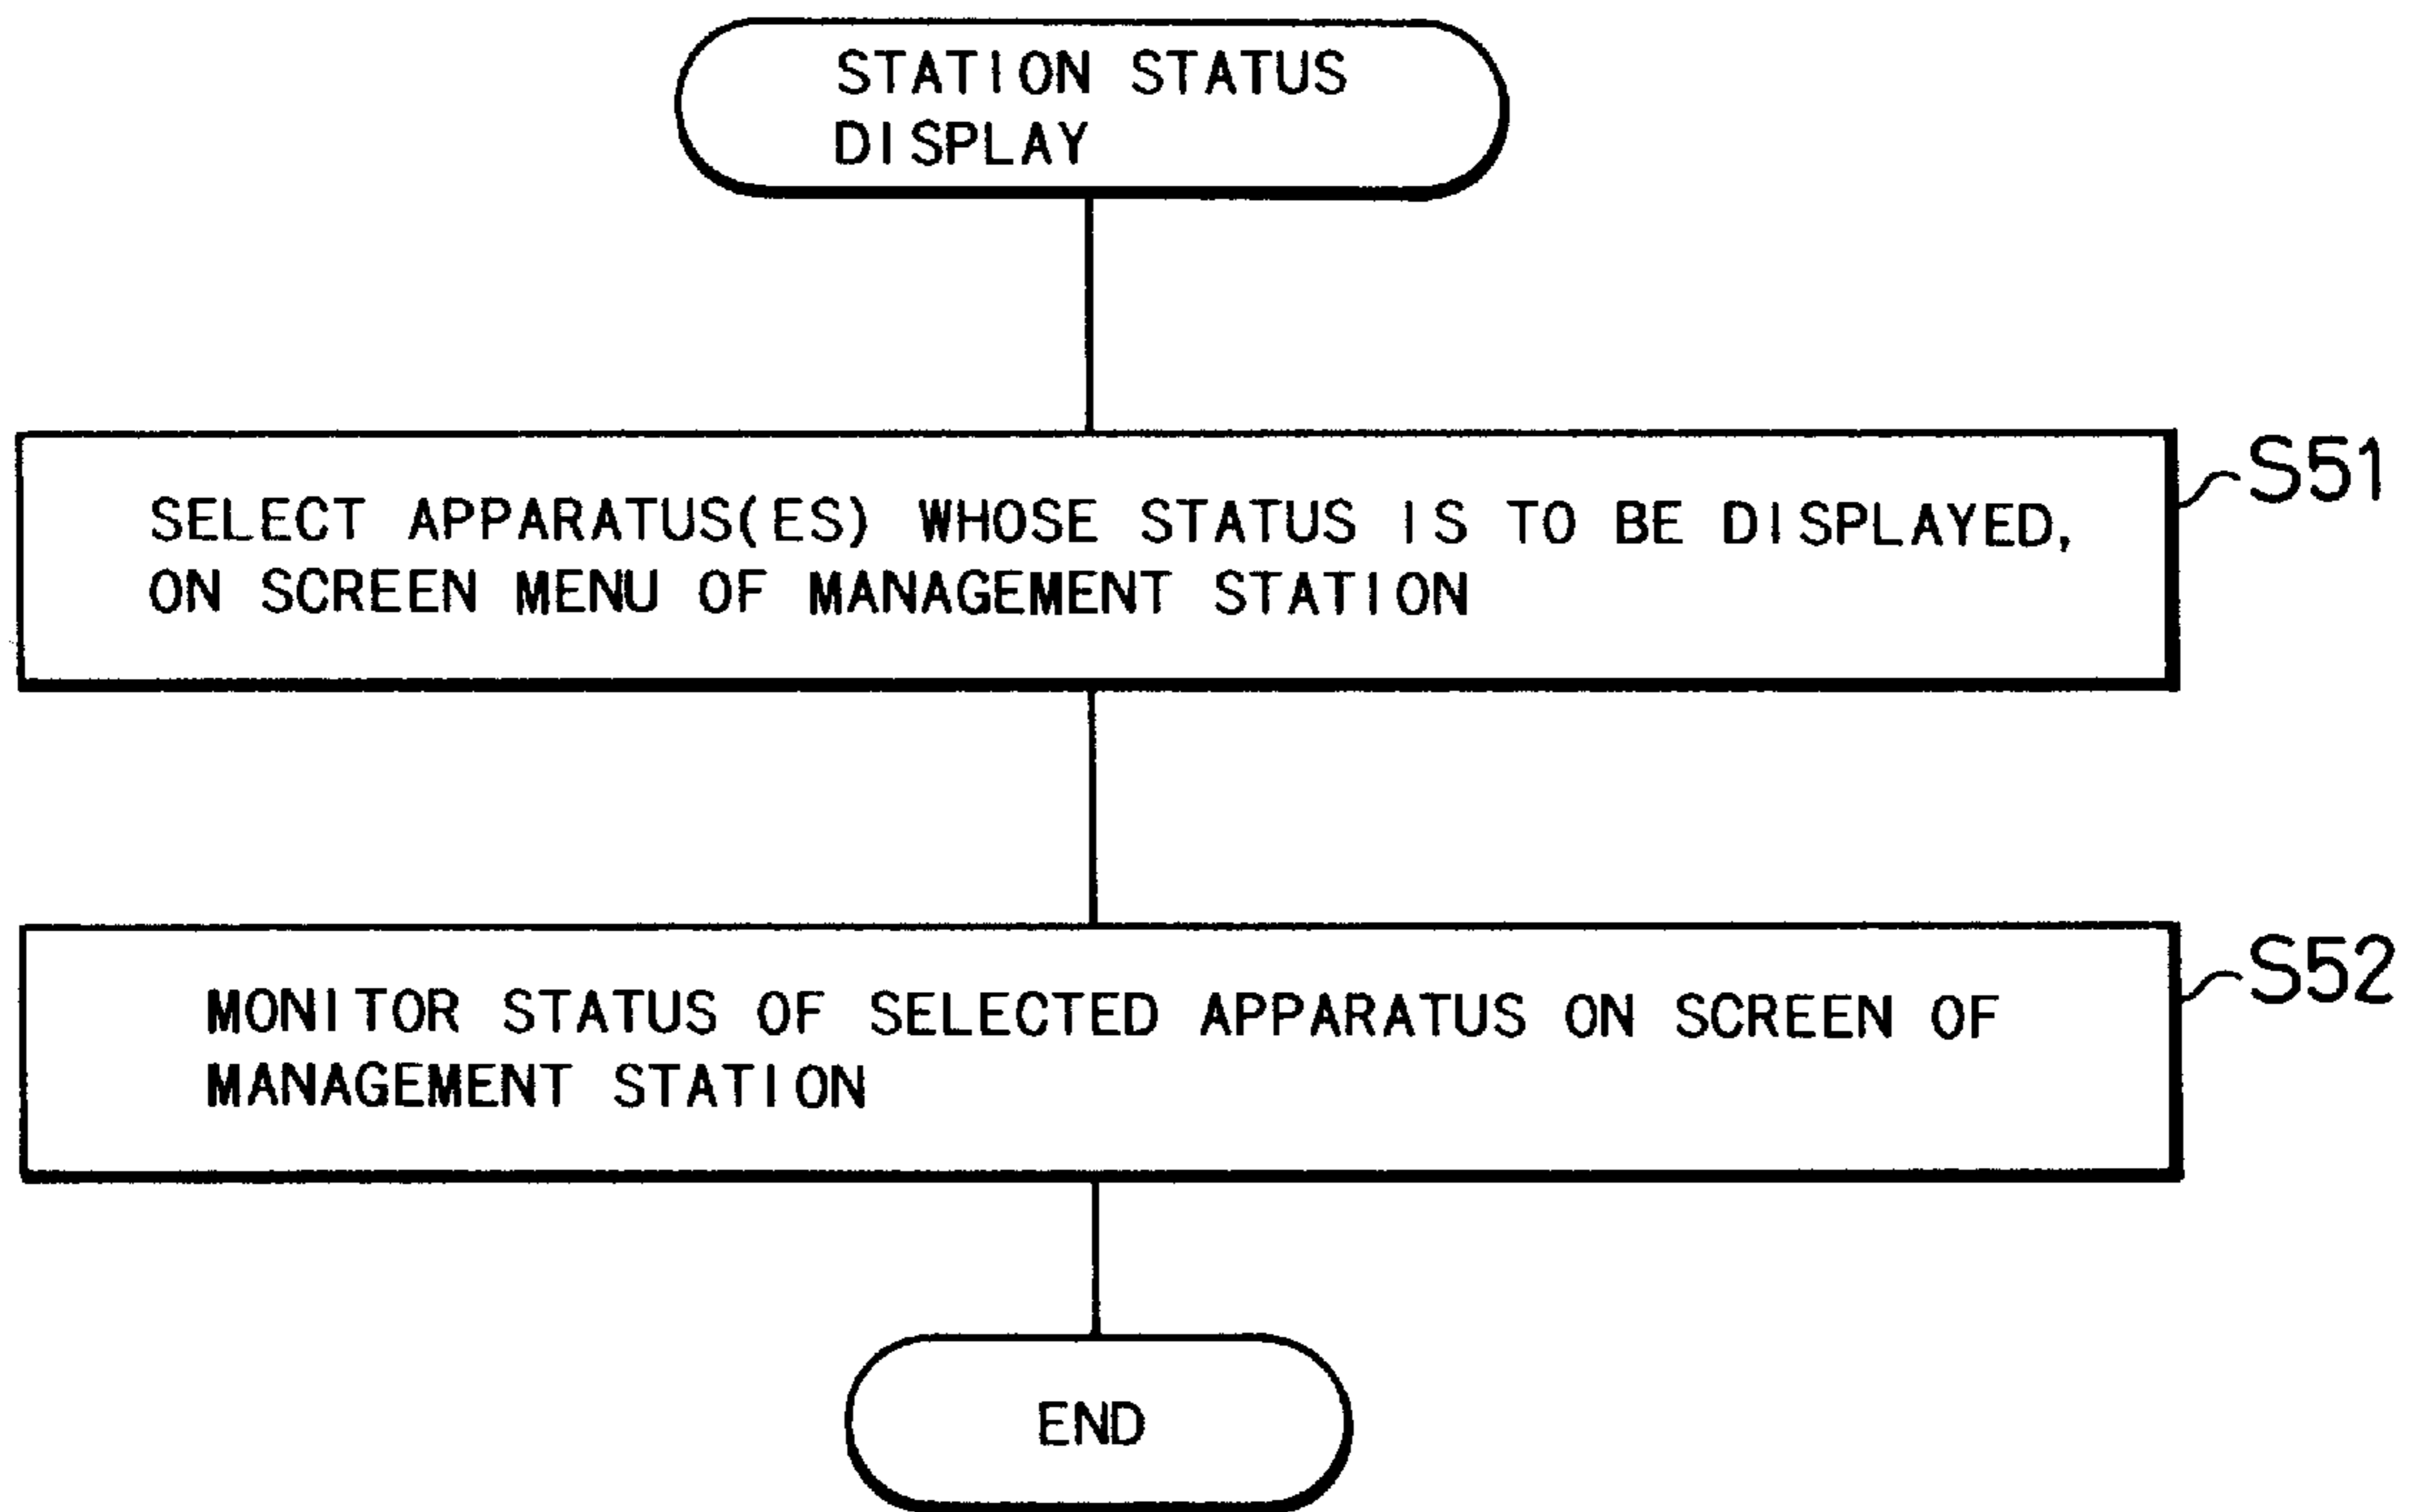 STATION STATUS
DISPLAY
S51
SELECT APPARATUS(ES) WHOSE STATUS IS TO BE DISPLAYED,
ON SCREEN MENU OF MANAGEMENT STATION
S52
MONITOR STATUS OF SELECTED APPARATUS ON SCREEN OF
MANAGEMENT STATION
END